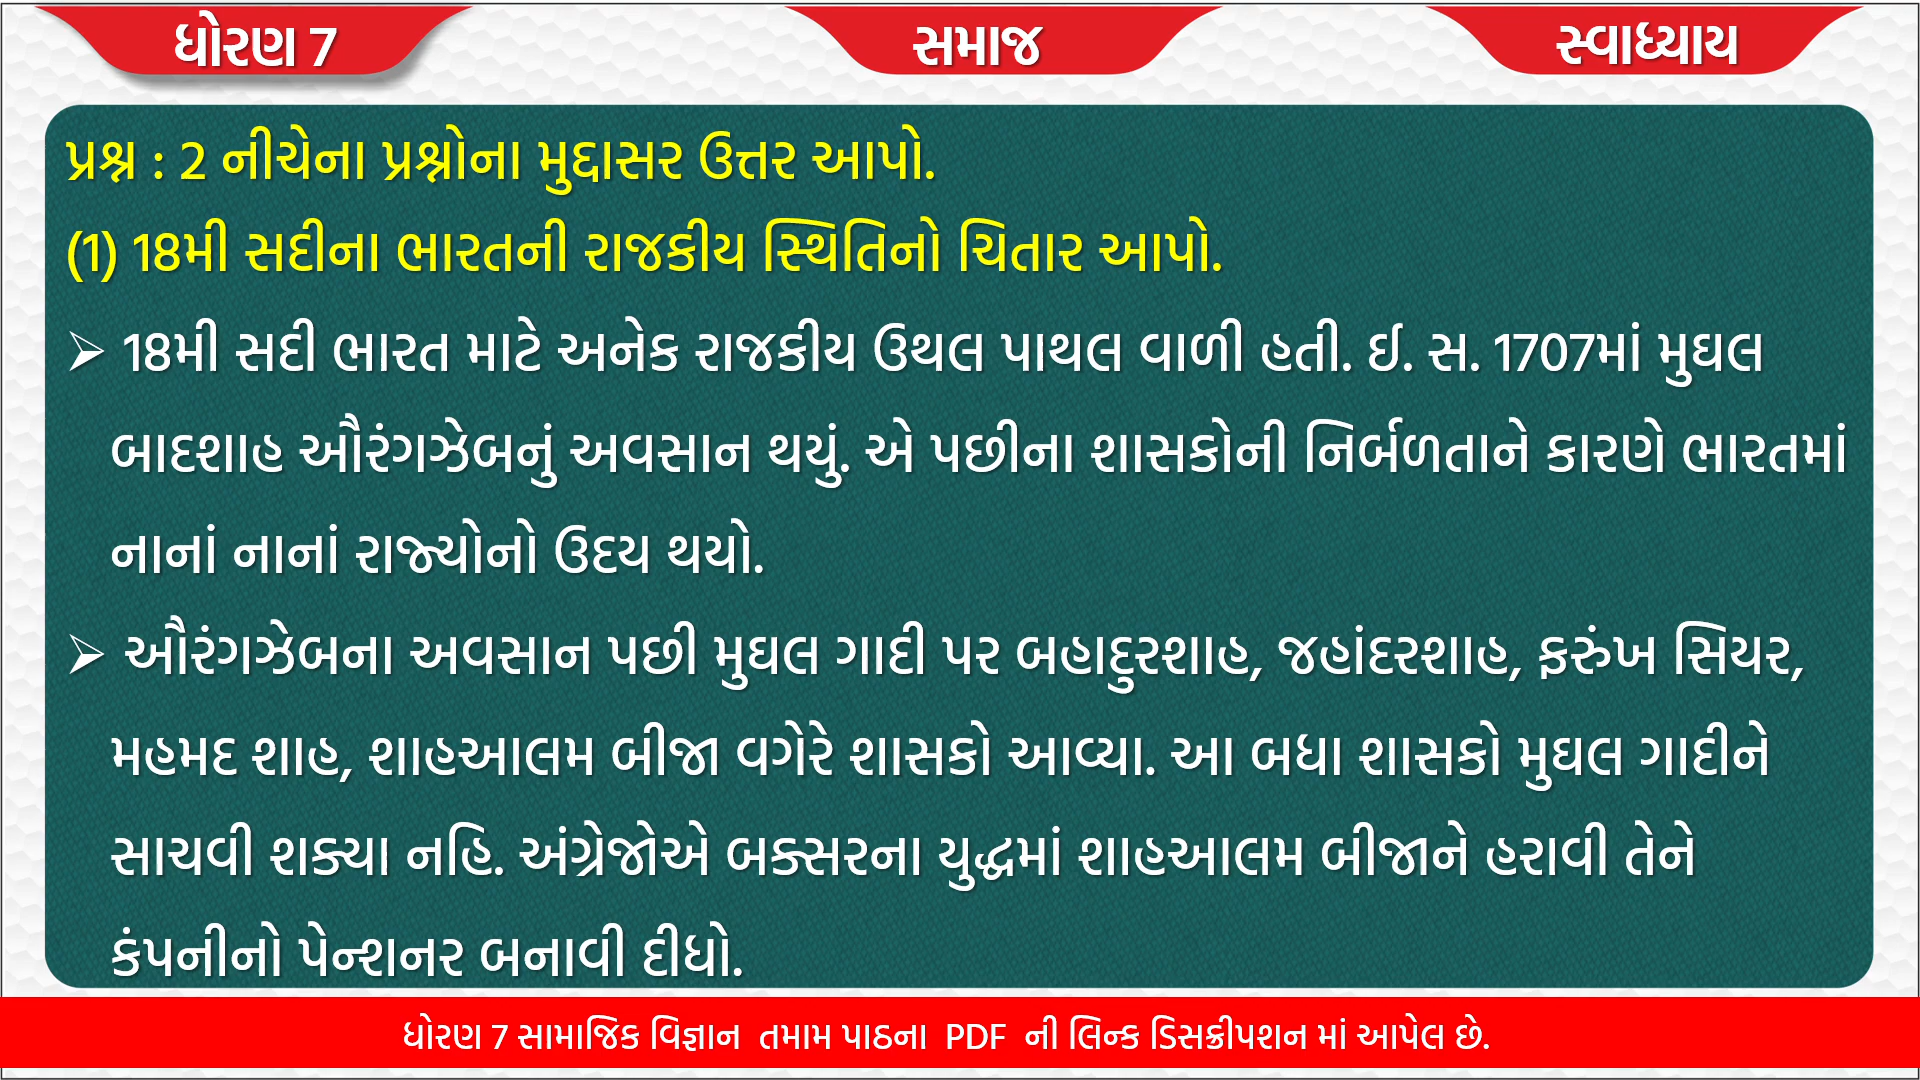 ધોરણ 7
સમાજ
સ્વાધ્યાય
પ્રશ્ન : 2 નીચેના પ્રશ્નોના મુદ્દાસર ઉત્તર આપો.
(1) 18મી સદીના ભારતની રાજકીય સ્થિતિનો ચિતાર આપો.
➢ 18મી સદી ભારત માટે અનેક રાજકીય ઉથલ પાથલ વાળી હતી. ઈ. સ. 1707માં મુઘલ
બાદશાહ ઔરંગઝેબનું અવસાન થયું. એ પછીના શાસકોની નિર્બળતાને કારણે ભારતમાં
નાનાં નાનાં રાજ્યોનો ઉદય થયો.
➢ ઔરંગઝેબના અવસાન પછી મુઘલ ગાદી પર બહાદુરશાહ, જહાંદરશાહ, ફરુંખ સિયર,
મહમદ શાહ, શાહઆલમ બીજા વગેરે શાસકો આવ્યા. આ બધા શાસકો મુઘલ ગાદીને
સાચવી શક્યા નહિ. અંગ્રેજોએ બક્સરના યુદ્ધમાં શાહઆલમ બીજાને હરાવી તેને
કંપનીનો પેન્શનર બનાવી દીધો.
ધોરણ 7 સામાજિક વિજ્ઞાન તમામ પાઠના PDF ની લિન્ક ડિસક્રીપશન માં આપેલ છે.